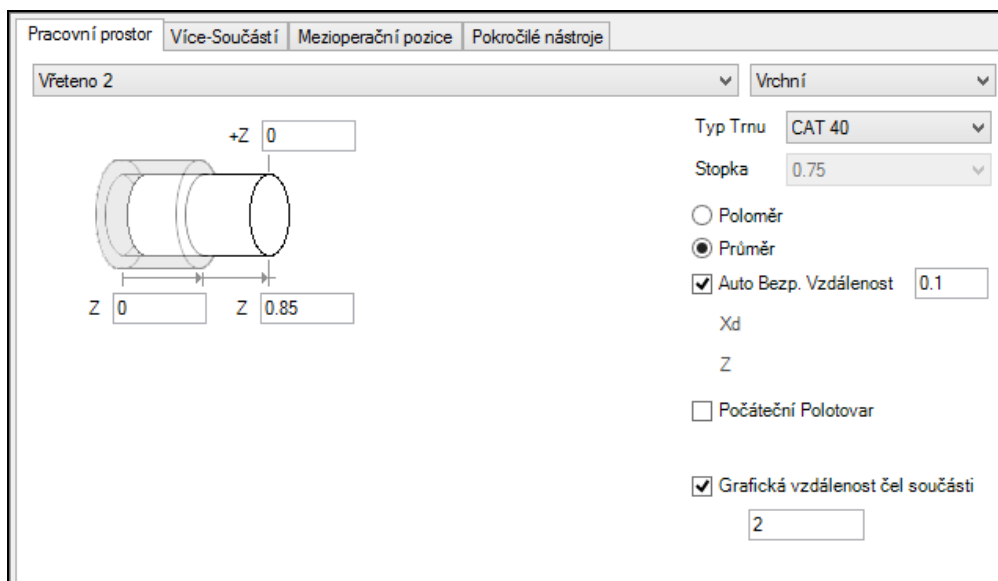 Pracovní prostor Více-Součástí Mezioperační pozice Pokročilé nástroje
Vřeteno 2 Vrchní
+Z 0
Typ Trnu CAT 40
Stopka 0.75
Poloměr
Průměr
Auto Bezp. Vzdálenost 0.1
Z 0 Z 0.85
Xd
Z
Počáteční Polotovar
Grafická vzdálenost čel součásti
2